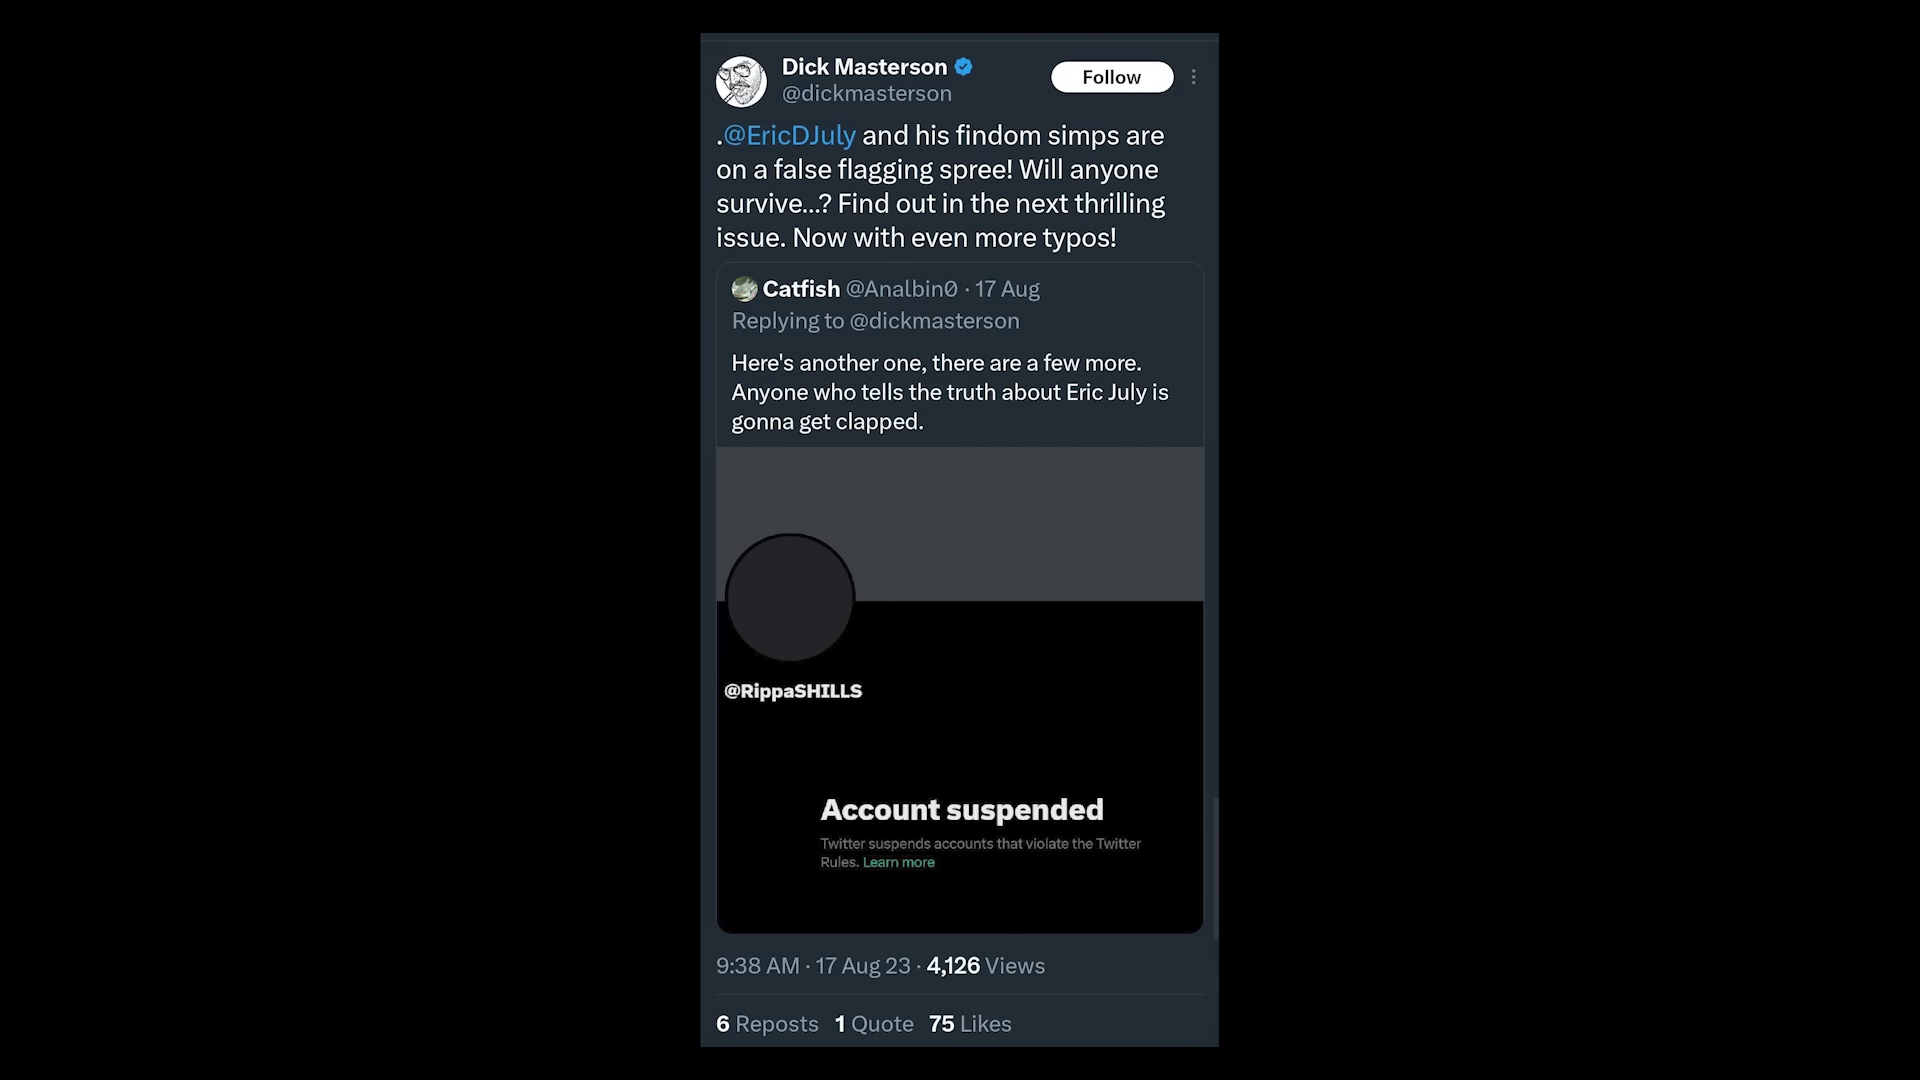 Dick Masterson
Follow
@dickmasterson
.@EricDJuly and his findom simps are
on a false flagging spree! Will anyone
survive...? Find out in the next thrilling
issue. Now with even more typos!
Catfish @Analbin0 · 17 Aug
Replying to @dickmasterson
Here's another one, there are a few more.
Anyone who tells the truth about Eric July is
gonna get clapped.
@RippaSHILLS
Account suspended
Twitter suspends accounts that violate the Twitter
Rules. Learn more
9:38 AM · 17 Aug 23 · 4,126 Views
6 Reposts 1 Quote 75 Likes